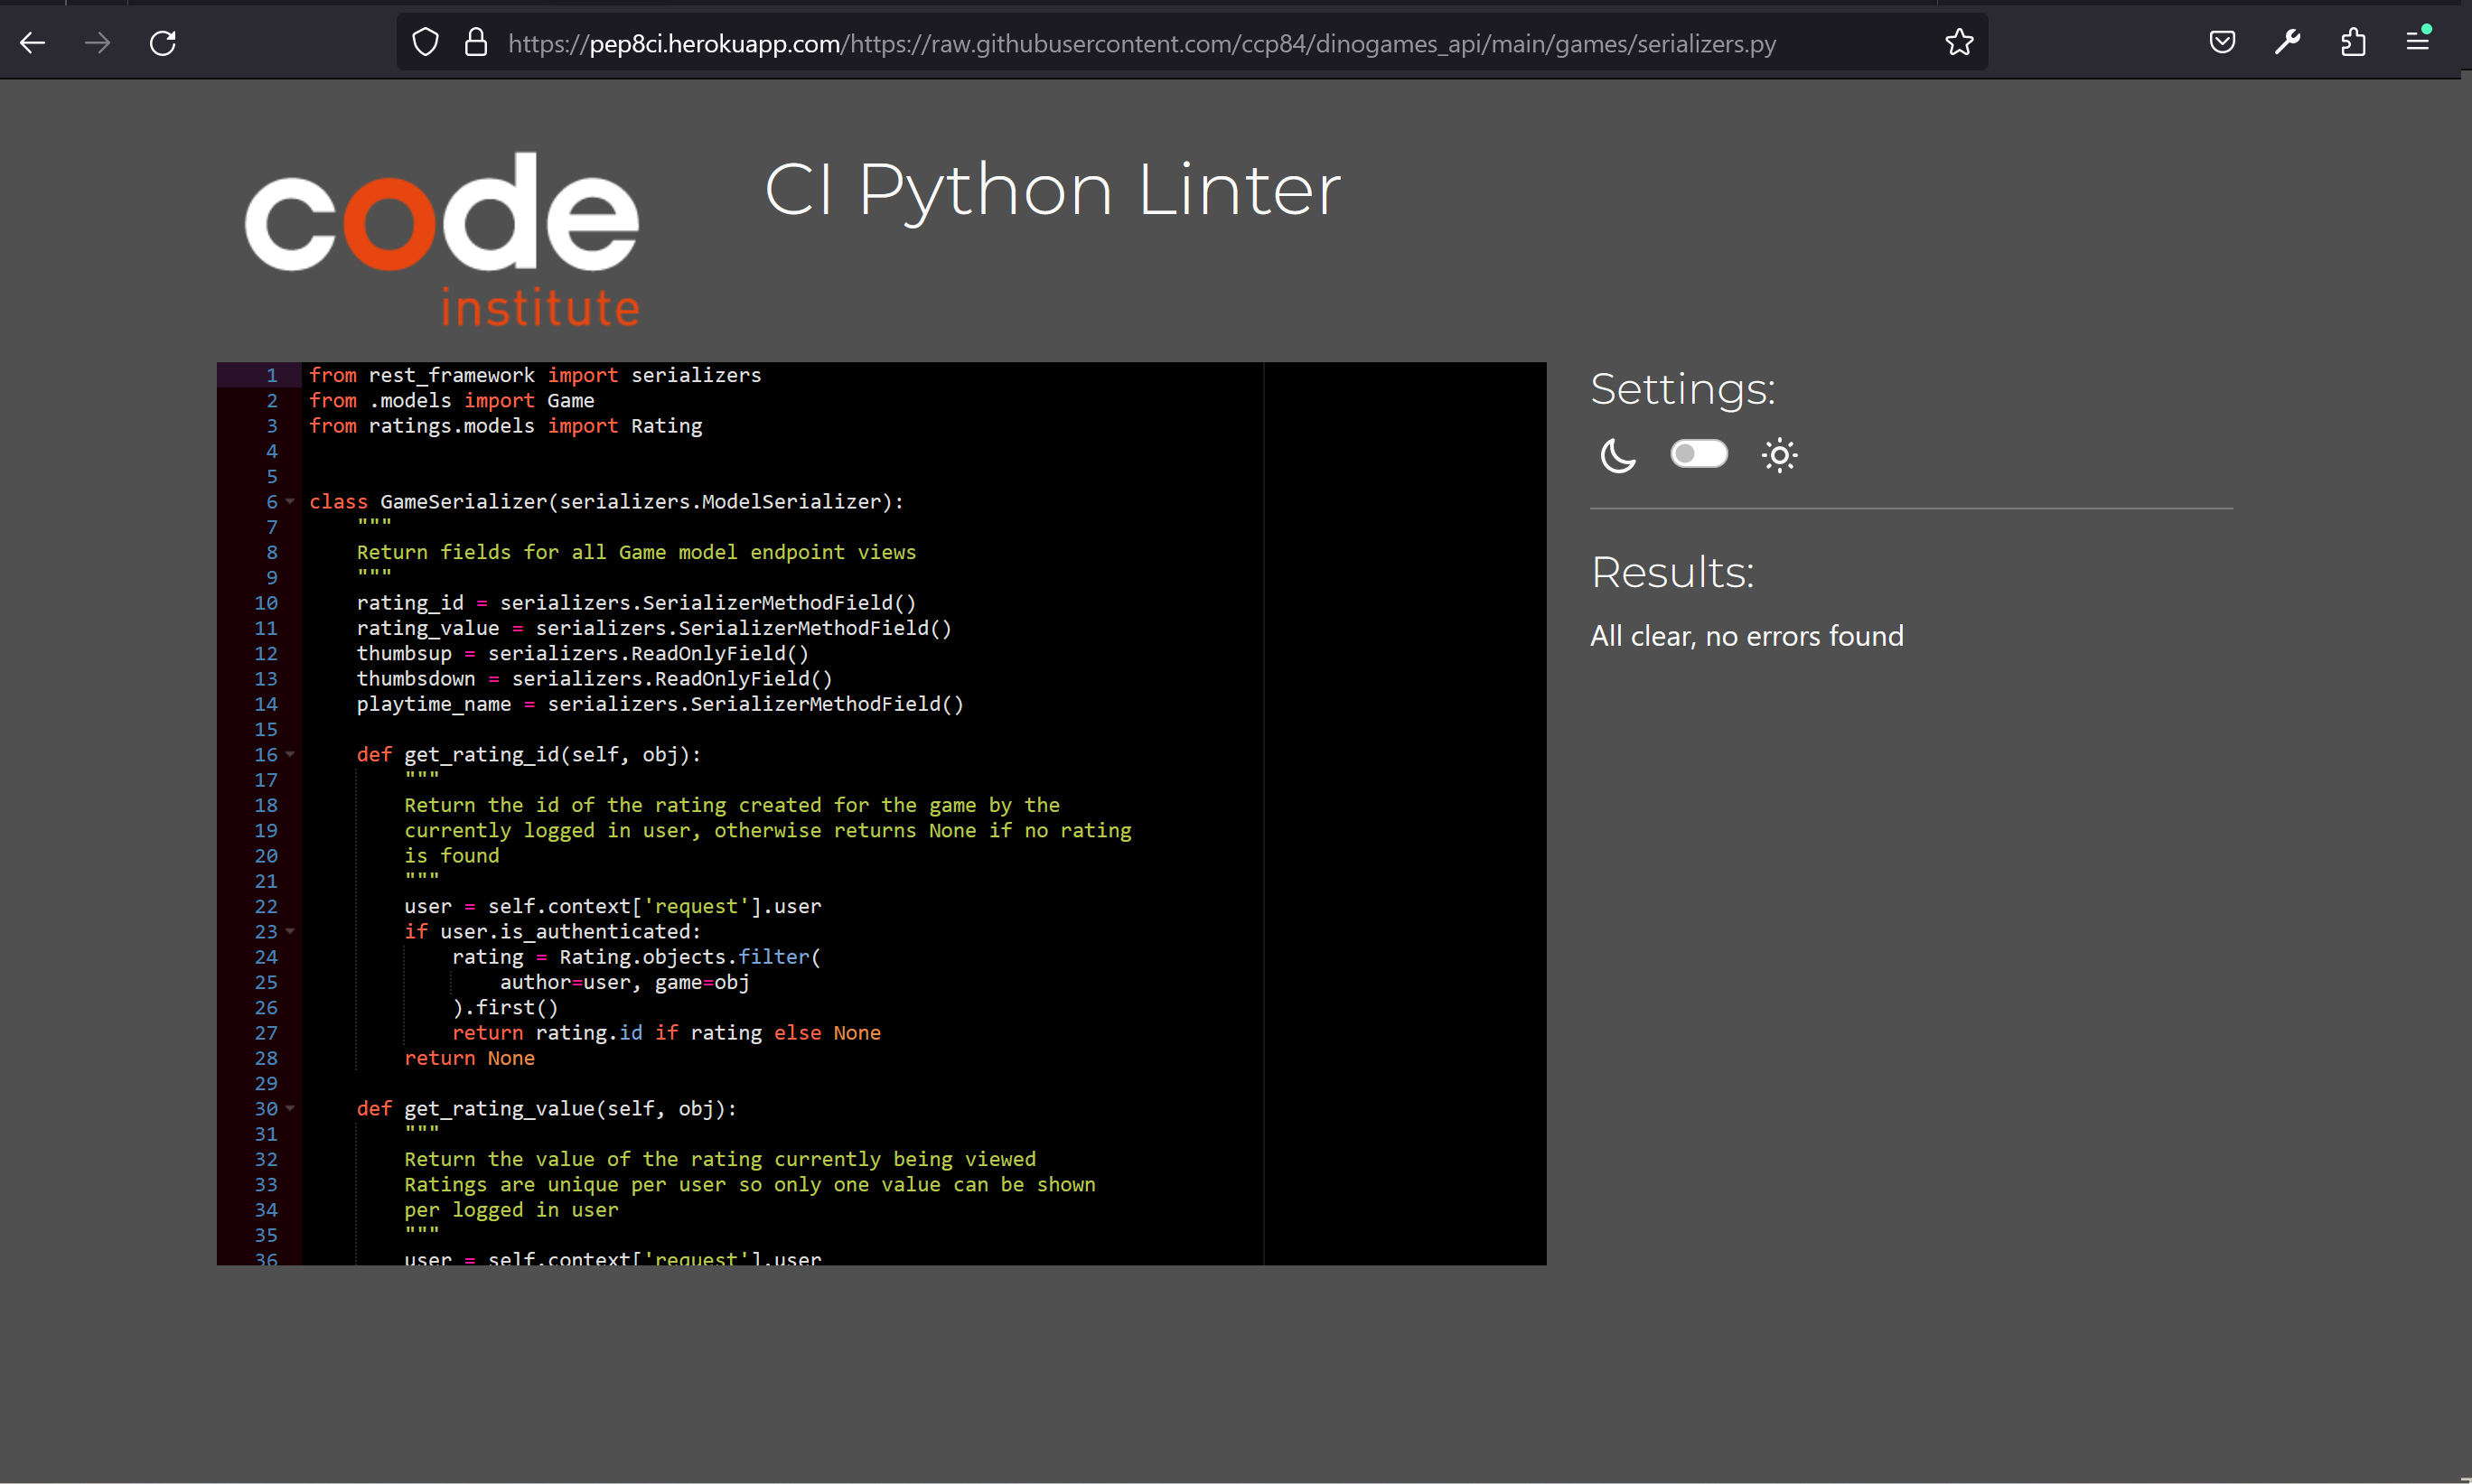 https://pep8ci.herokuapp.com/https://raw.githubusercontent.com/ccp84/dinogames_api/main/games/serializers.py
code
institute
CI Python Linter
1 from rest_framework import serializers
2 from .models import Game
3 from ratings.models import Rating
4
5
6 class GameSerializer(serializers.ModelSerializer):
7     """
8     Return fields for all Game model endpoint views
9     """
10     rating_id = serializers.SerializerMethodField()
11     rating_value = serializers.SerializerMethodField()
12     thumbsup = serializers.ReadOnlyField()
13     thumbsdown = serializers.ReadOnlyField()
14     playtime_name = serializers.SerializerMethodField()
15
16     def get_rating_id(self, obj):
17         """
18         Return the id of the rating created for the game by the
19         currently logged in user, otherwise returns None if no rating
20         is found
21         """
22         user = self.context['request'].user
23         if user.is_authenticated:
24             rating = Rating.objects.filter(
25                 author=user, game=obj
26             ).first()
27             return rating.id if rating else None
28         return None
29
30     def get_rating_value(self, obj):
31         """
32         Return the value of the rating currently being viewed
33         Ratings are unique per user so only one value can be shown
34         per logged in user
35         """
36         user = self.context['request'].user
Settings:
Results:
All clear, no errors found